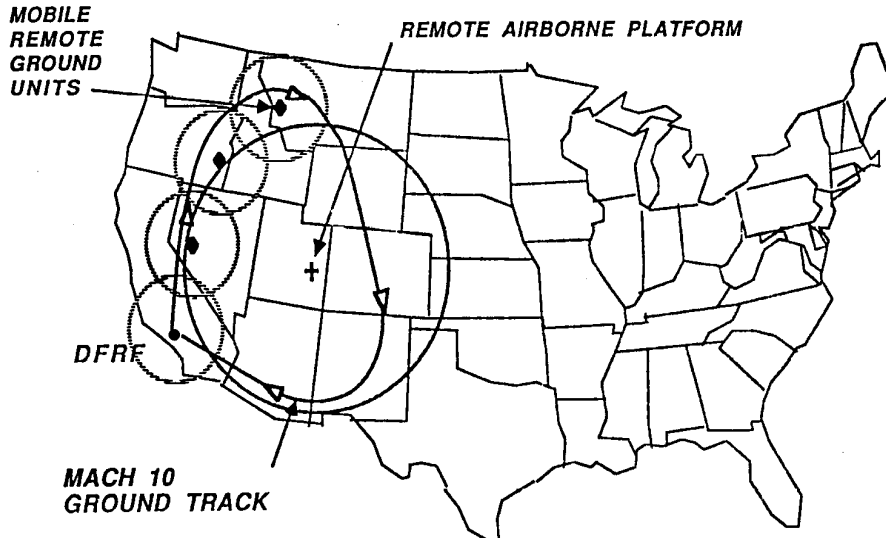 MOBILE
REMOTE
GROUND
UNITS
REMOTE AIRBORNE PLATFORM
DFRF
MACH 10
GROUND TRACK